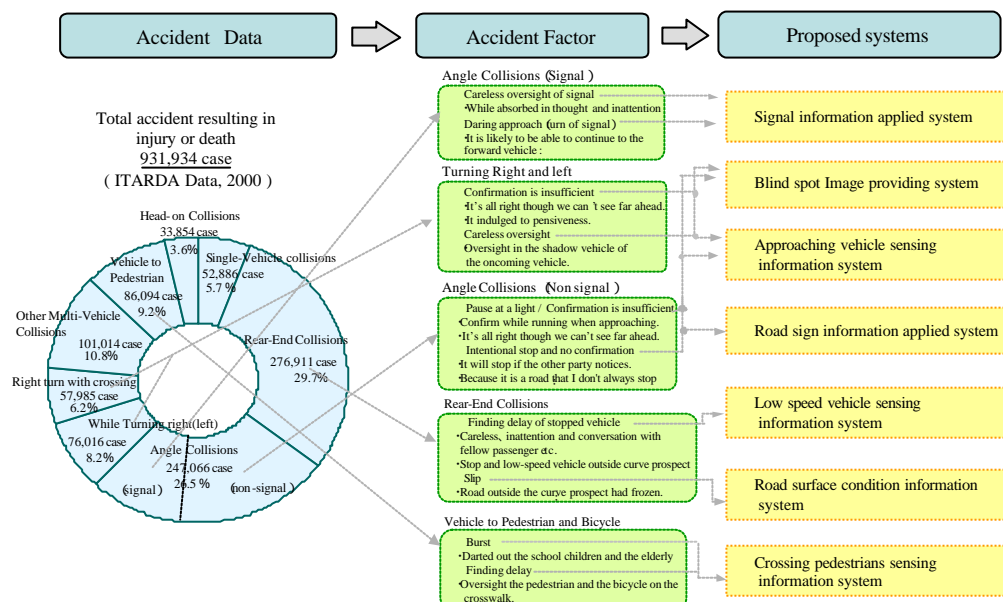 Accident Data
Accident Factor
Proposed systems
Total accident resulting in
injury or death
931,934 case
( ITARDA Data, 2000 )
Head-on Collisions
33,854 case
3.6%
Single-Vehicle collisions
52,886 case
5.7 %
Vehicle to
Pedestrian
86,094 case
9.2%
Other Multi-Vehicle
Collisions
101,014 case
10.8%
Rear-End Collisions
276,911 case
29.7%
Right turn with crossing
57,985 case
6.2%
While Turning right(left)
76,016 case
8.2%
Angle Collisions
247,066 case
26.5 %
(signal)
(non-signal)
Angle Collisions (Signal )
Careless oversight of signal
・While absorbed in thought and inattention
Daring approach (turn of signal)
・It is likely to be able to continue to the
forward vehicle :
Turning Right and left
Confirmation is insufficient
・It's all right though we can't see far ahead.
・It indulged to pensiveness.
Careless oversight
・Oversight in the shadow vehicle of
the oncoming vehicle.
Angle Collisions (Non signal )
Pause at a light / Confirmation is insufficient
・Confirm while running when approaching.
・It's all right though we can't see far ahead.
Intentional stop and no confirmation
・It will stop if the other party notices.
・Because it is a road that I don't always stop
Rear-End Collisions
Finding delay of stopped vehicle
・Careless, inattention and conversation with
fellow passenger etc.
・Stop and low-speed vehicle outside curve prospect
Slip
・Road outside the curve prospect had frozen.
Vehicle to Pedestrian and Bicycle
Burst
・Darted out the school children and the elderly
Finding delay
・Oversight the pedestrian and the bicycle on the
crosswalk.
Signal information applied system
Blind spot Image providing system
Approaching vehicle sensing
information system
Road sign information applied system
Low speed vehicle sensing
information system
Road surface condition information
system
Crossing pedestrians sensing
information system